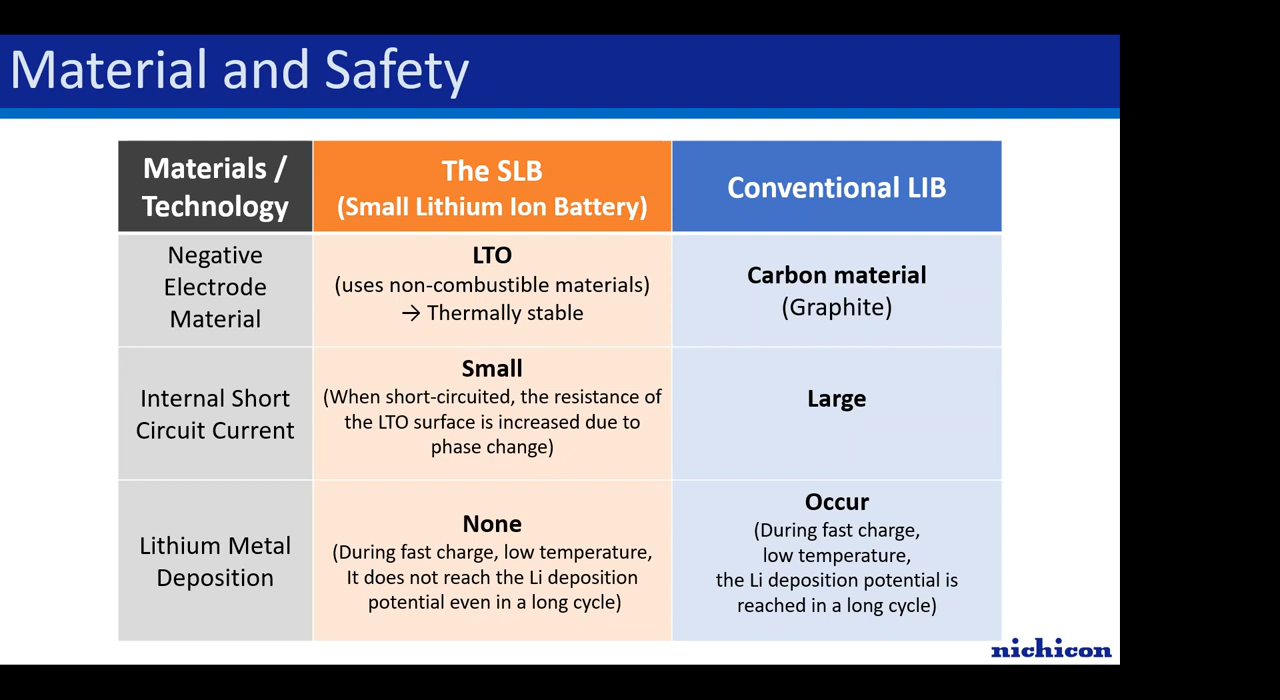 Material and Safety
Materials /
Technology
The SLB
(Small Lithium Ion Battery)
Conventional LIB
Negative
Electrode
Material
LTO
(uses non-combustible materials)
→ Thermally stable
Carbon material
(Graphite)
Internal Short
Circuit Current
Small
(When short-circuited, the resistance of
the LTO surface is increased due to
phase change)
Large
Lithium Metal
Deposition
None
(During fast charge, low temperature,
It does not reach the Li deposition
potential even in a long cycle)
Occur
(During fast charge,
low temperature,
the Li deposition potential is
reached in a long cycle)
nichicon